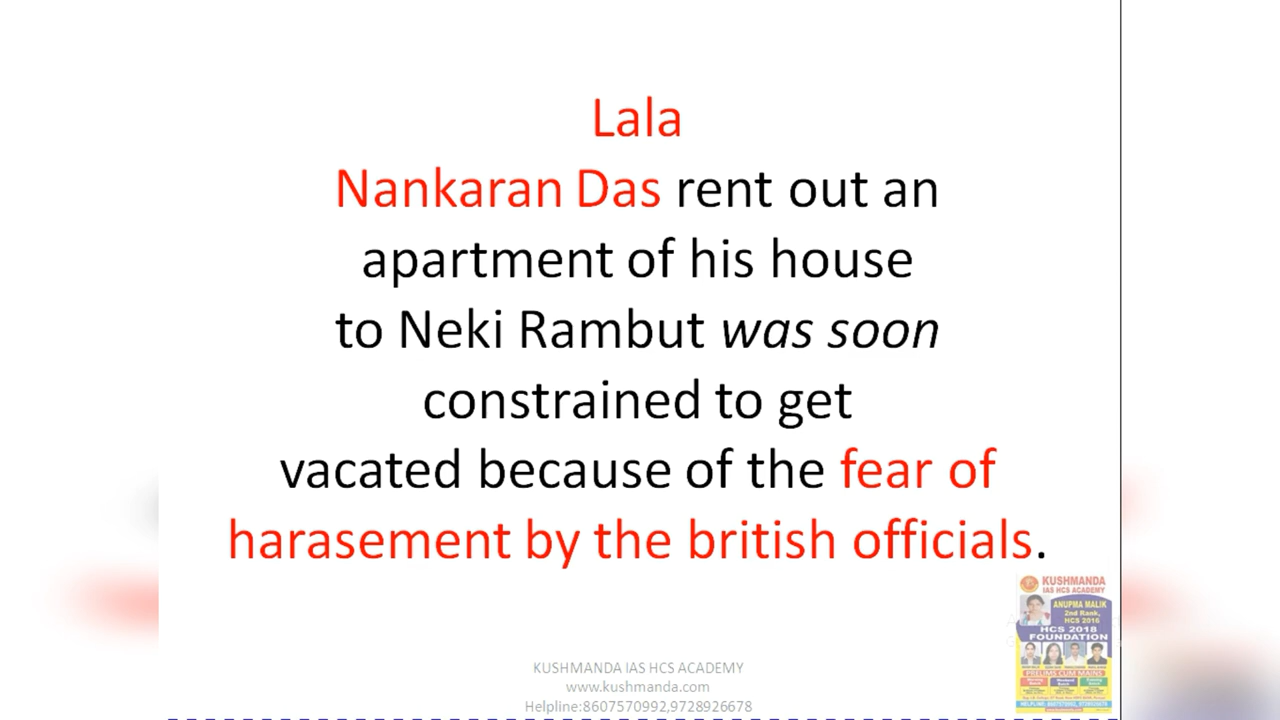 Lala
Nankaran Das rent out an
apartment of his house
to Neki Rambut was soon
constrained to get
vacated because of the fear of
harasement by the british officials.
KUSHMANDA
IAS HCS ACADEMY
ANUPMA MALIK
2nd Rank,
HCS 2016
HCS 2018
FOUNDATION
PRELIMS CUM MAINS
KUSHMANDA IAS HCS ACADEMY
www.kushmanda.com
Helpline:8607570992,9728926678